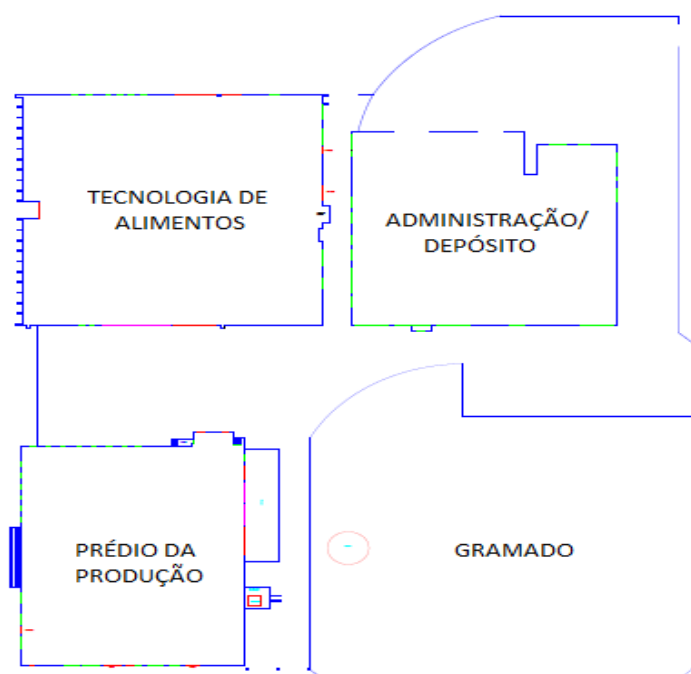 TECNOLOGIA DE
ALIMENTOS
ADMINISTRAÇÃO/
DEPÓSITO
PRÉDIO DA
PRODUÇÃO
GRAMADO